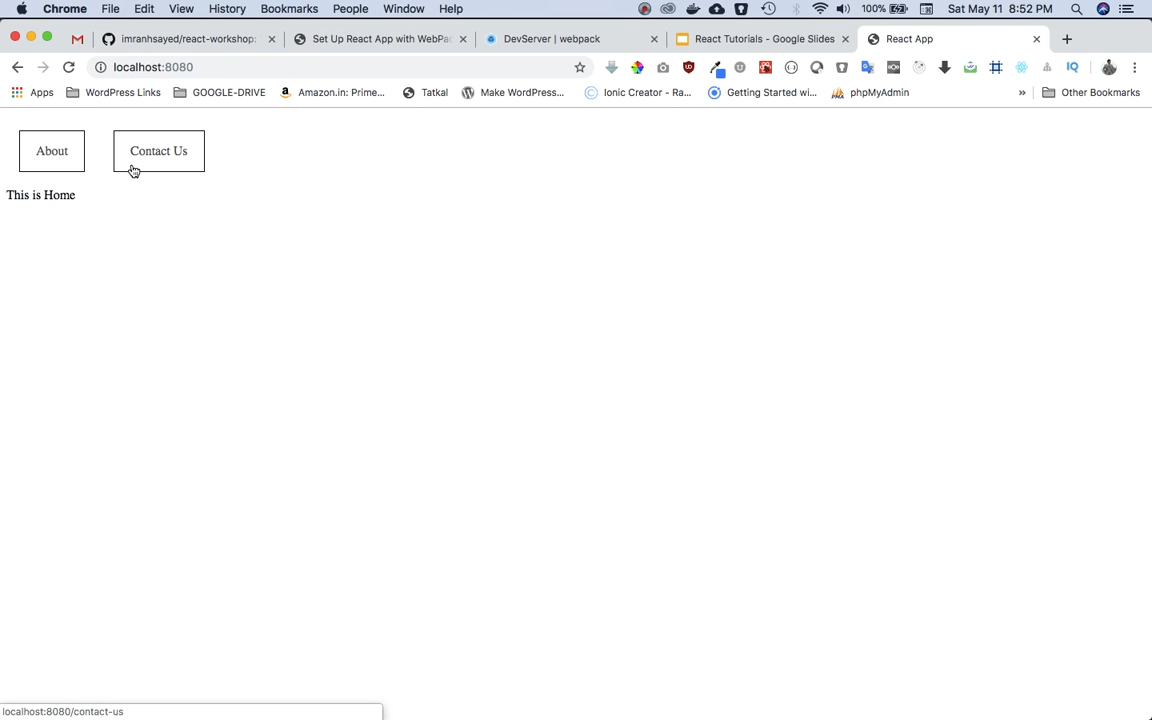 Chrome File Edit View History Bookmarks People Window Help 100% Sat May 11 8:52 PM
imranhsayed/react-workshop: Set Up React App with WebPa DevServer | webpack React Tutorials - Google Slides React App
localhost:8080
Apps WordPress Links GOOGLE-DRIVE Amazon.in: Prime... Tatkal Make WordPress... Ionic Creator - Ra... Getting Started wi... phpMyAdmin » Other Bookmarks
About Contact Us
This is Home
localhost:8080/contact-us